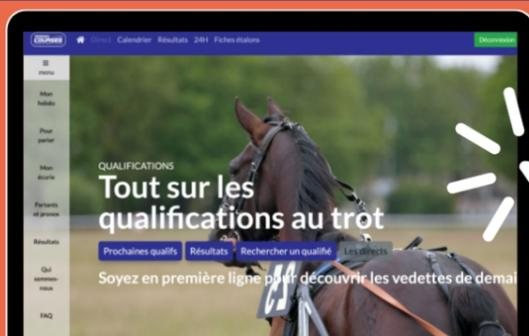 COURSES
Direct Calendrier Résultats 24H Fiches étalons
Déconnexion
menu
Mon
hebdo
Pour
parier
Mon
écurie
Partants
et pronos
Résultats
Qui
sommes-
nous
FAQ
QUALIFICATIONS
Tout sur les
qualifications au trot
Prochaines qualifs Résultats Rechercher un qualifié Les directs
Soyez en première ligne pour découvrir les vedettes de demai